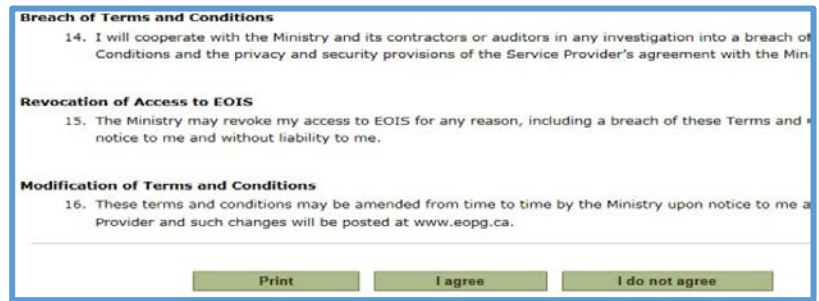 Breach of Terms and Conditions
14. I will cooperate with the Ministry and its contractors or auditors in any investigation into a breach of
Conditions and the privacy and security provisions of the Service Provider's agreement with the Min
Revocation of Access to EOIS
15. The Ministry may revoke my access to EOIS for any reason, including a breach of these Terms and
notice to me and without liability to me.
Modification of Terms and Conditions
16. These terms and conditions may be amended from time to time by the Ministry upon notice to me a
Provider and such changes will be posted at www.eopg.ca.
Print I agree I do not agree